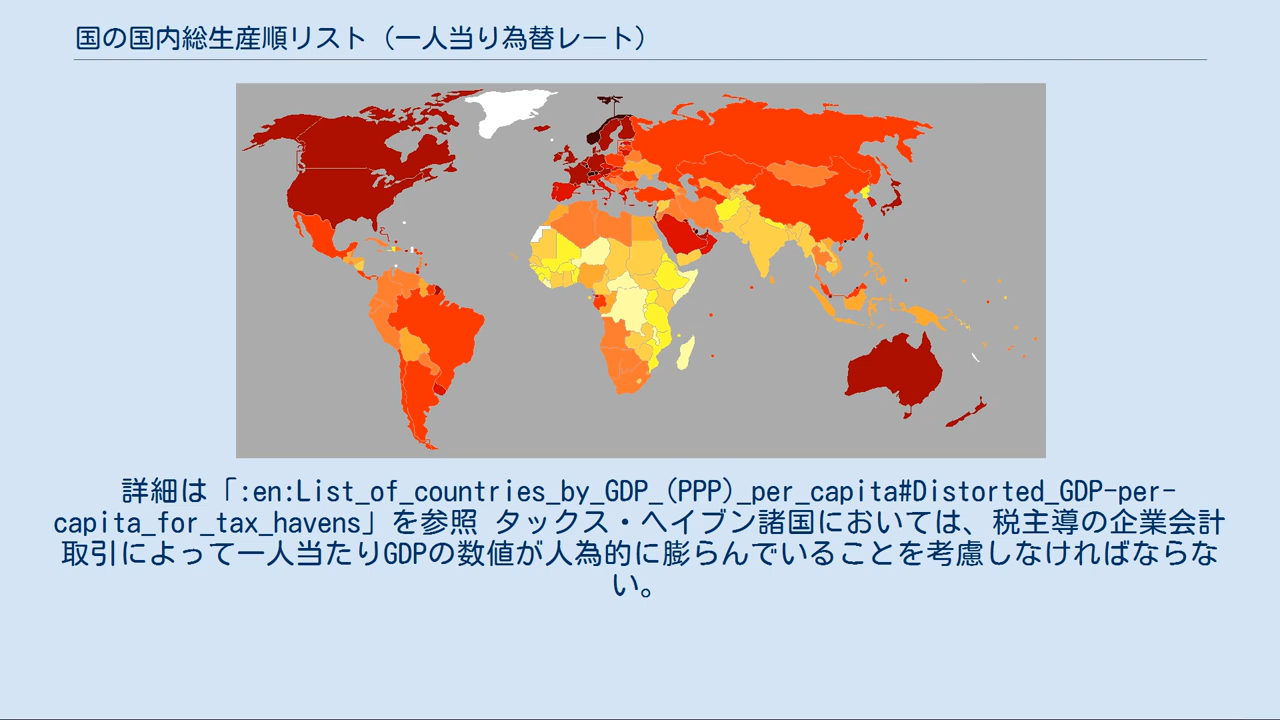 国の国内総生産順リスト（一人当り為替レート）
詳細は「:en:List_of_countries_by_GDP_(PPP)_per_capita#Distorted_GDP-per-
capita_for_tax_havens」を参照 タックス・ヘイブン諸国においては、税主導の企業会計
取引によって一人当たりGDPの数値が人為的に膨らんでいることを考慮しなければならな
い。